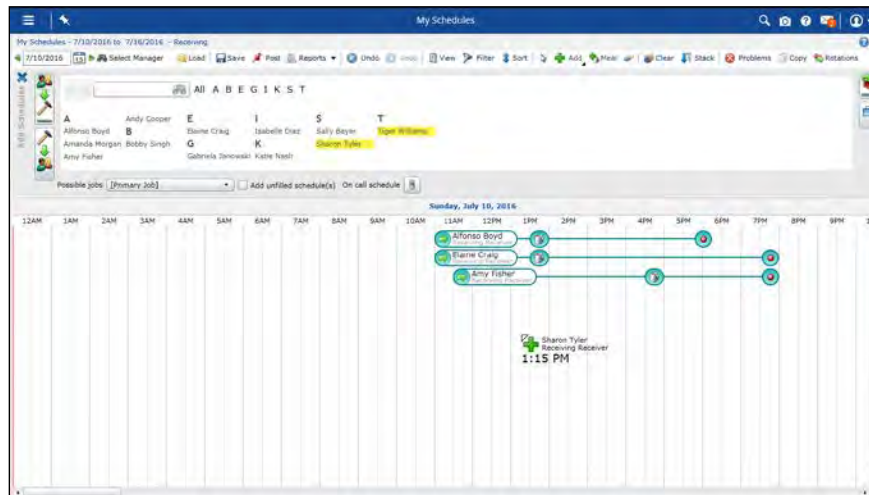 My Schedules
My Schedules - 7/10/2016 to 7/16/2016 - Receiving
7/10/2016 Select Manager Load Save Post Reports Undo View Filter Sort Add Clear Stack Problems Copy Rotations
All A B E G I K S T
A Andy Cooper E I S T
Alfonso Boyd B Elaine Craig Isabelle Diaz Sally Beyer Tiger Williams
Amanda Morgan Bobby Singh G K Sharon Tyler
Amy Fisher Gabriela Janowski Katie Nash
Possible jobs [Primary Job] Add unfilled schedule(s) On call schedule
Sunday, July 10, 2016
12AM 1AM 2AM 3AM 4AM 5AM 6AM 7AM 8AM 9AM 10AM 11AM 12PM 1PM 2PM 3PM 4PM 5PM 6PM 7PM 8PM 9PM
Alfonso Boyd
Receiving Receiver
Elaine Craig
Receiving Receiver
Amy Fisher
Receiving Receiver
Sharon Tyler
Receiving Receiver
1:15 PM